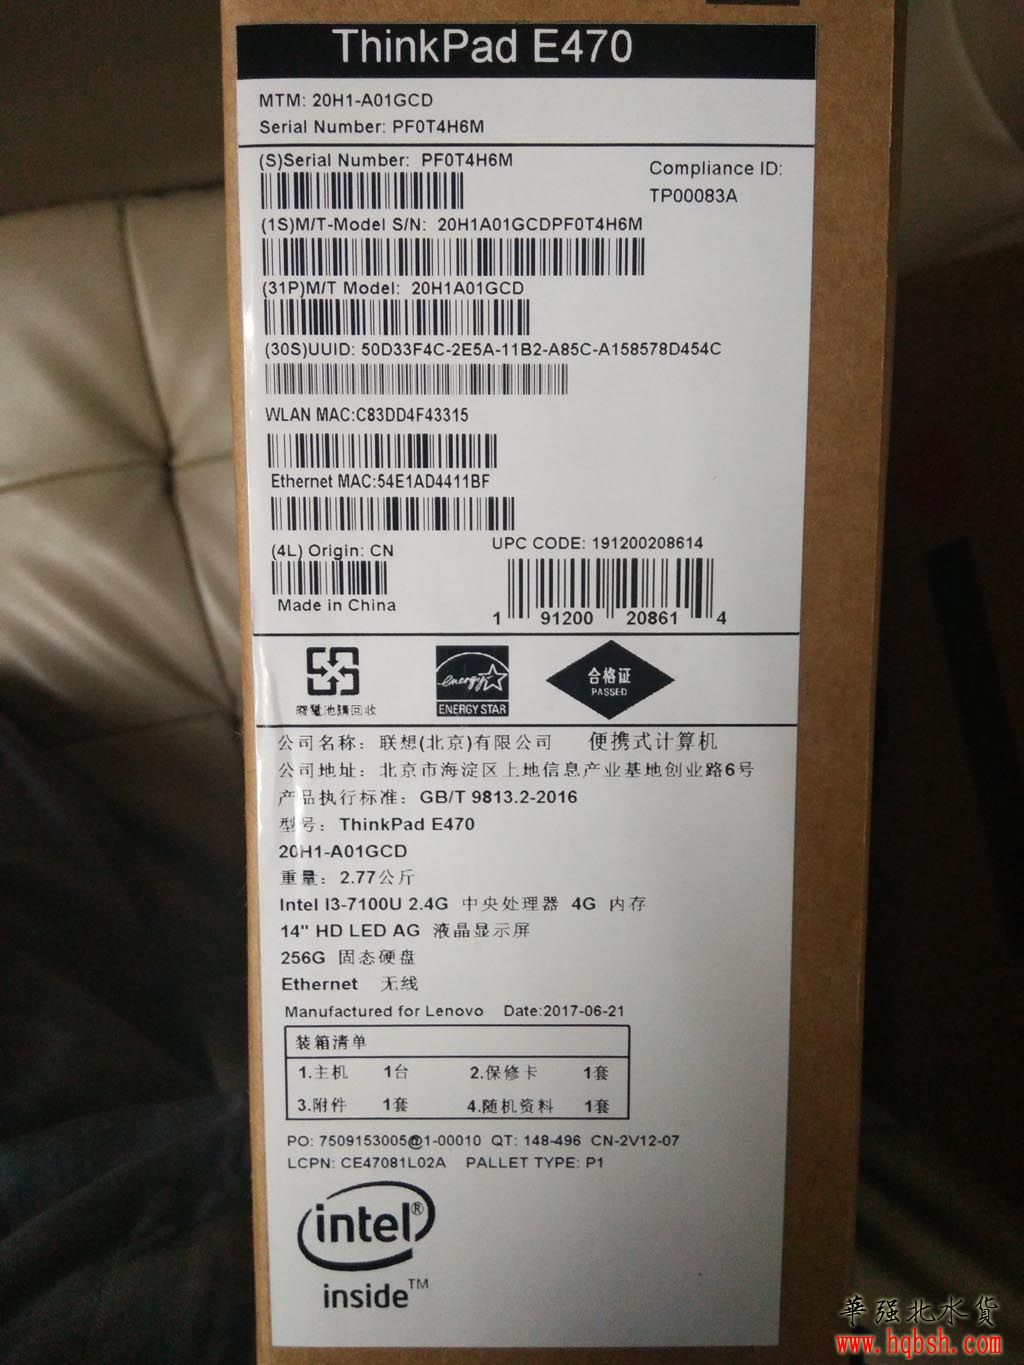 ThinkPad E470
MTM: 20H1-A01GCD
Serial Number: PF0T4H6M
(S)Serial Number: PF0T4H6M
Compliance ID:
TP00083A
(1S)M/T-Model S/N: 20H1A01GCDPF0T4H6M
(31P)M/T Model: 20H1A01GCD
(30S)UUID: 50D33F4C-2E5A-11B2-A85C-A158578D454C
WLAN MAC:C83DD4F43315
Ethernet MAC:54E1AD4411BF
(4L) Origin: CN
Made in China
UPC CODE: 191200208614
1 91200 20861 4
廢電池請回收
energy
ENERGY STAR
合格证
PASSED
公司名称: 联想(北京)有限公司 便携式计算机
公司地址: 北京市海淀区上地信息产业基地创业路6号
产品执行标准: GB/T 9813.2-2016
型号: ThinkPad E470
20H1-A01GCD
重量: 2.77公斤
Intel I3-7100U 2.4G 中央处理器 4G 内存
14" HD LED AG 液晶显示屏
256G 固态硬盘
Ethernet 无线
Manufactured for Lenovo Date:2017-06-21
装箱清单
1.主机 1台 2.保修卡 1套
3.附件 1套 4.随机资料 1套
PO: 7509153005@1-00010 QT: 148-496 CN-2V12-07
LCPN: CE47081L02A PALLET TYPE: P1
intel®
inside™
華强北水货
www.hqbsh.com